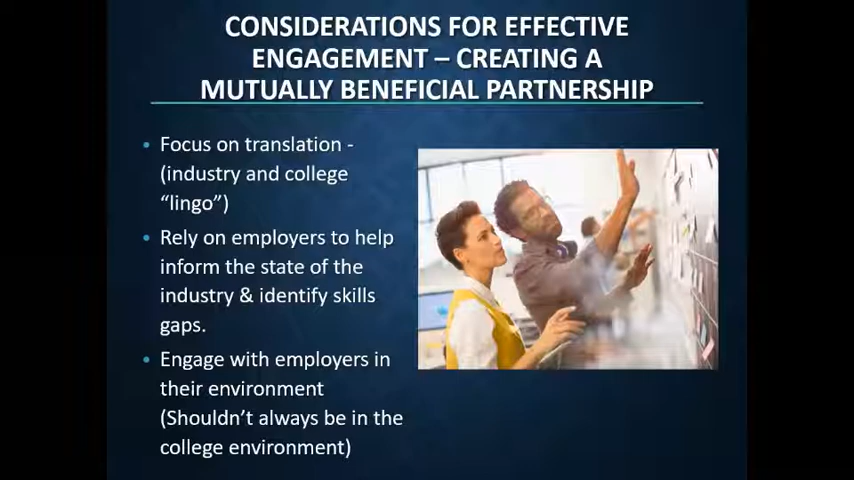 CONSIDERATIONS FOR EFFECTIVE
ENGAGEMENT – CREATING A
MUTUALLY BENEFICIAL PARTNERSHIP
• Focus on translation -
(industry and college
“lingo”)
• Rely on employers to help
inform the state of the
industry & identify skills
gaps.
• Engage with employers in
their environment
(Shouldn’t always be in the
college environment)